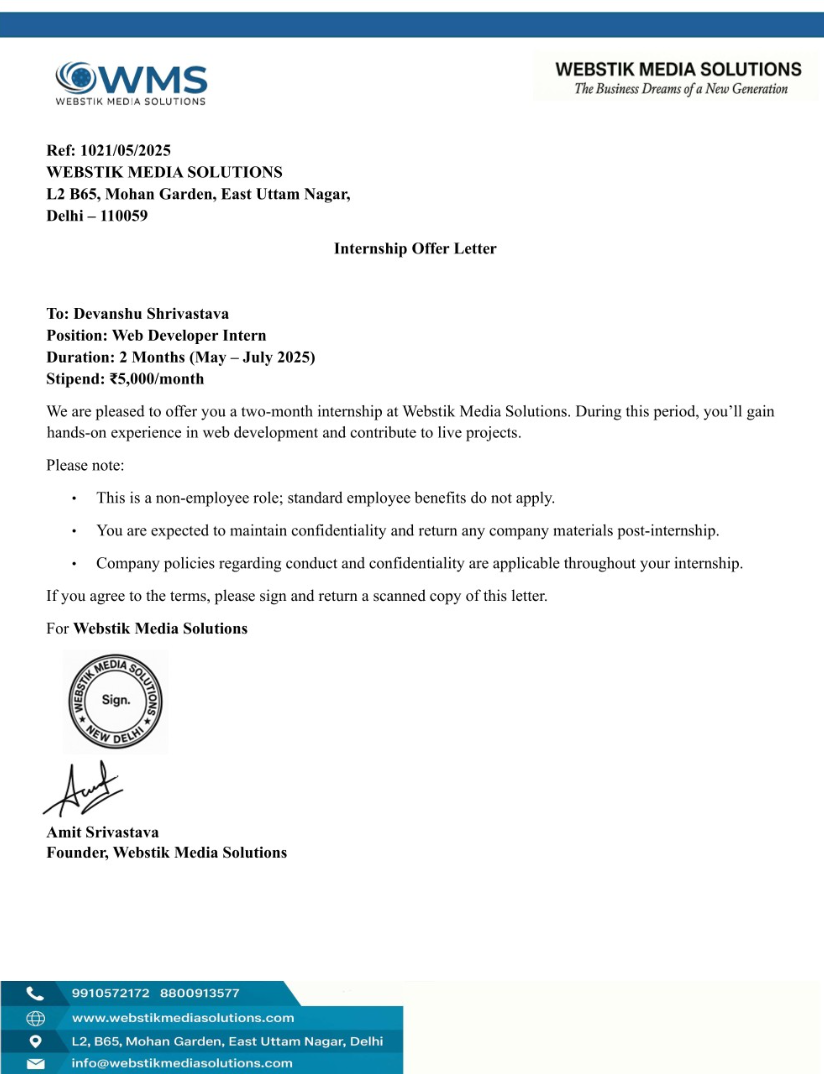 WMS
WEBSTIK MEDIA SOLUTIONS
WEBSTIK MEDIA SOLUTIONS
The Business Dreams of a New Generation
Ref: 1021/05/2025
WEBSTIK MEDIA SOLUTIONS
L2 B65, Mohan Garden, East Uttam Nagar,
Delhi – 110059
Internship Offer Letter
To: Devanshu Shrivastava
Position: Web Developer Intern
Duration: 2 Months (May – July 2025)
Stipend: ₹5,000/month
We are pleased to offer you a two-month internship at Webstik Media Solutions. During this period, you’ll gain
hands-on experience in web development and contribute to live projects.
Please note:
• This is a non-employee role; standard employee benefits do not apply.
• You are expected to maintain confidentiality and return any company materials post-internship.
• Company policies regarding conduct and confidentiality are applicable throughout your internship.
If you agree to the terms, please sign and return a scanned copy of this letter.
For Webstik Media Solutions
WEBSTIK MEDIA SOLUTIONS
Sign.
★ NEW DELHI ★
Amit Srivastava
Founder, Webstik Media Solutions
9910572172 8800913577
www.webstikmediasolutions.com
L2, B65, Mohan Garden, East Uttam Nagar, Delhi
info@webstikmediasolutions.com